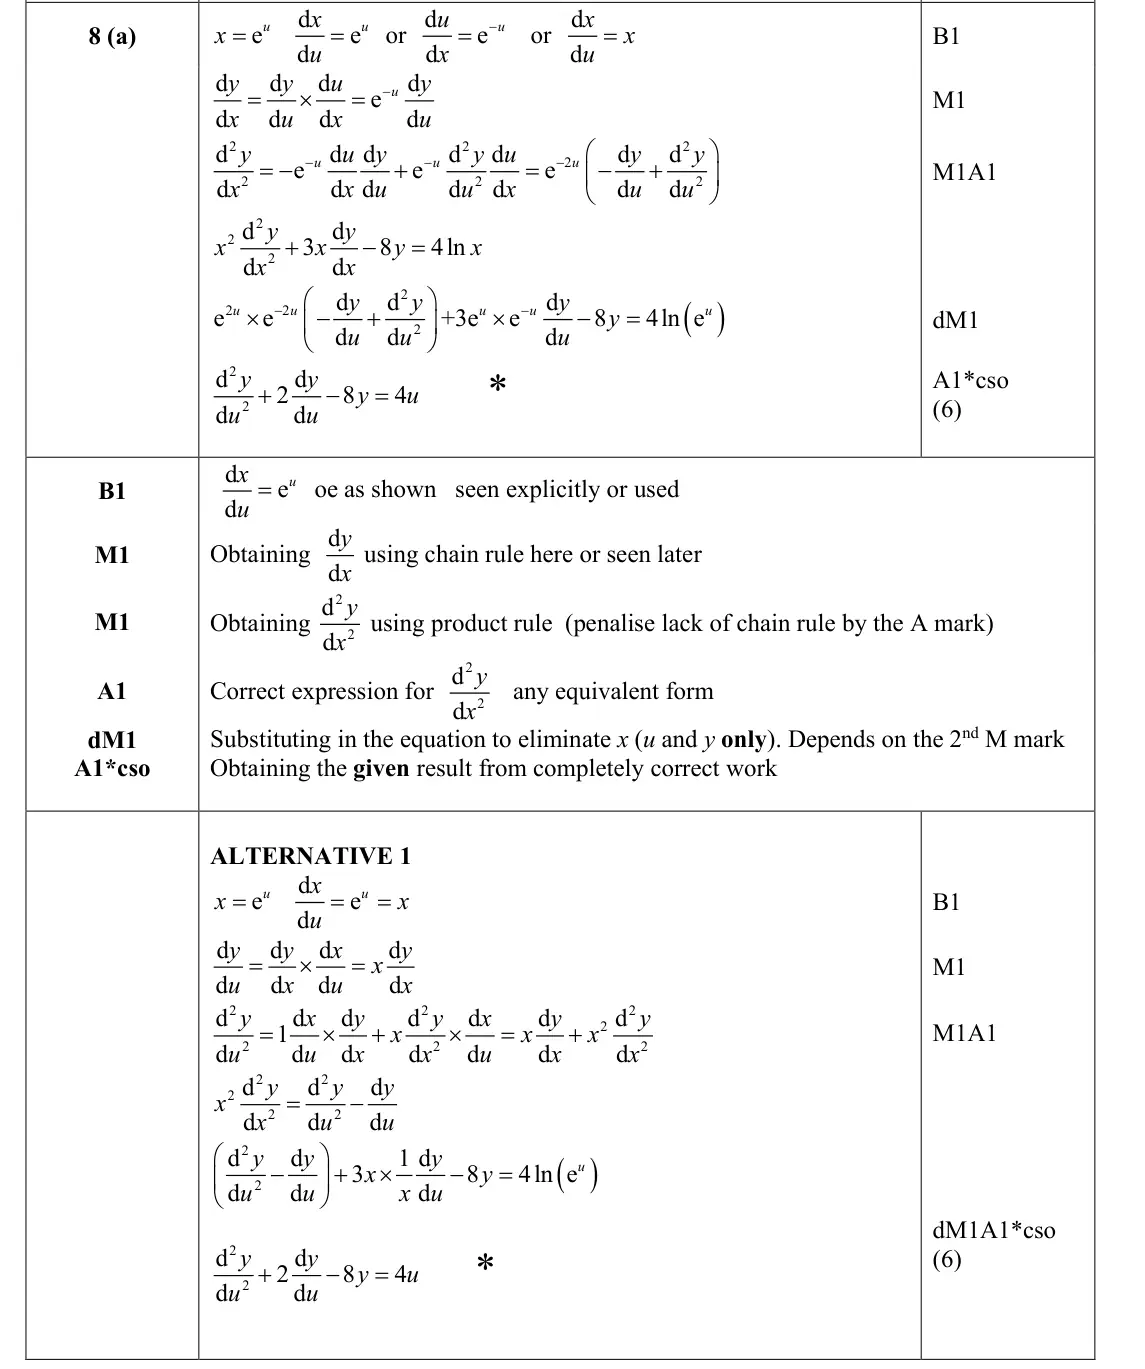 8 (a) x = e^u  dx/du = e^u or du/dx = e^{-u} or dx/du = x B1
dy/dx = dy/du × du/dx = e^{-u} dy/du M1
d²y/dx² = −e^{-u} du/dx dy/du + e^{-u} d²y/du² du/dx = e^{-2u} ( − dy/du + d²y/du² ) M1A1
x² d²y/dx² + 3x dy/dx − 8y = 4 ln x
e^{2u} × e^{-2u} ( − dy/du + d²y/du² ) +3e^u × e^{-u} dy/du − 8y = 4 ln ( e^u ) dM1
d²y/du² + 2 dy/du − 8y = 4u * A1*cso
(6)
B1 dx/du = e^u oe as shown seen explicitly or used
M1 Obtaining dy/dx using chain rule here or seen later
M1 Obtaining d²y/dx² using product rule (penalise lack of chain rule by the A mark)
A1 Correct expression for d²y/dx² any equivalent form
dM1 Substituting in the equation to eliminate x (u and y only). Depends on the 2nd M mark
A1*cso Obtaining the given result from completely correct work
ALTERNATIVE 1
x = e^u  dx/du = e^u = x B1
dy/du = dy/dx × dx/du = x dy/dx M1
d²y/du² = 1 dx/du × dy/dx + x d²y/dx² × dx/du = x dy/dx + x² d²y/dx² M1A1
x² d²y/dx² = d²y/du² − dy/du
( d²y/du² − dy/du ) + 3x × 1/x dy/du − 8y = 4 ln ( e^u )
dM1A1*cso
d²y/du² + 2 dy/du − 8y = 4u * (6)